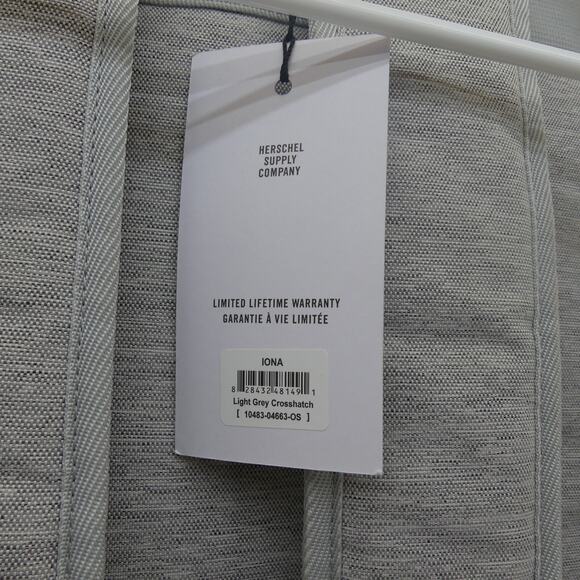 HERSCHEL
SUPPLY
COMPANY
LIMITED LIFETIME WARRANTY
GARANTIE À VIE LIMITÉE
IONA
8 28432 48149 1
Light Grey Crosshatch
[ 10483-04663-OS ]